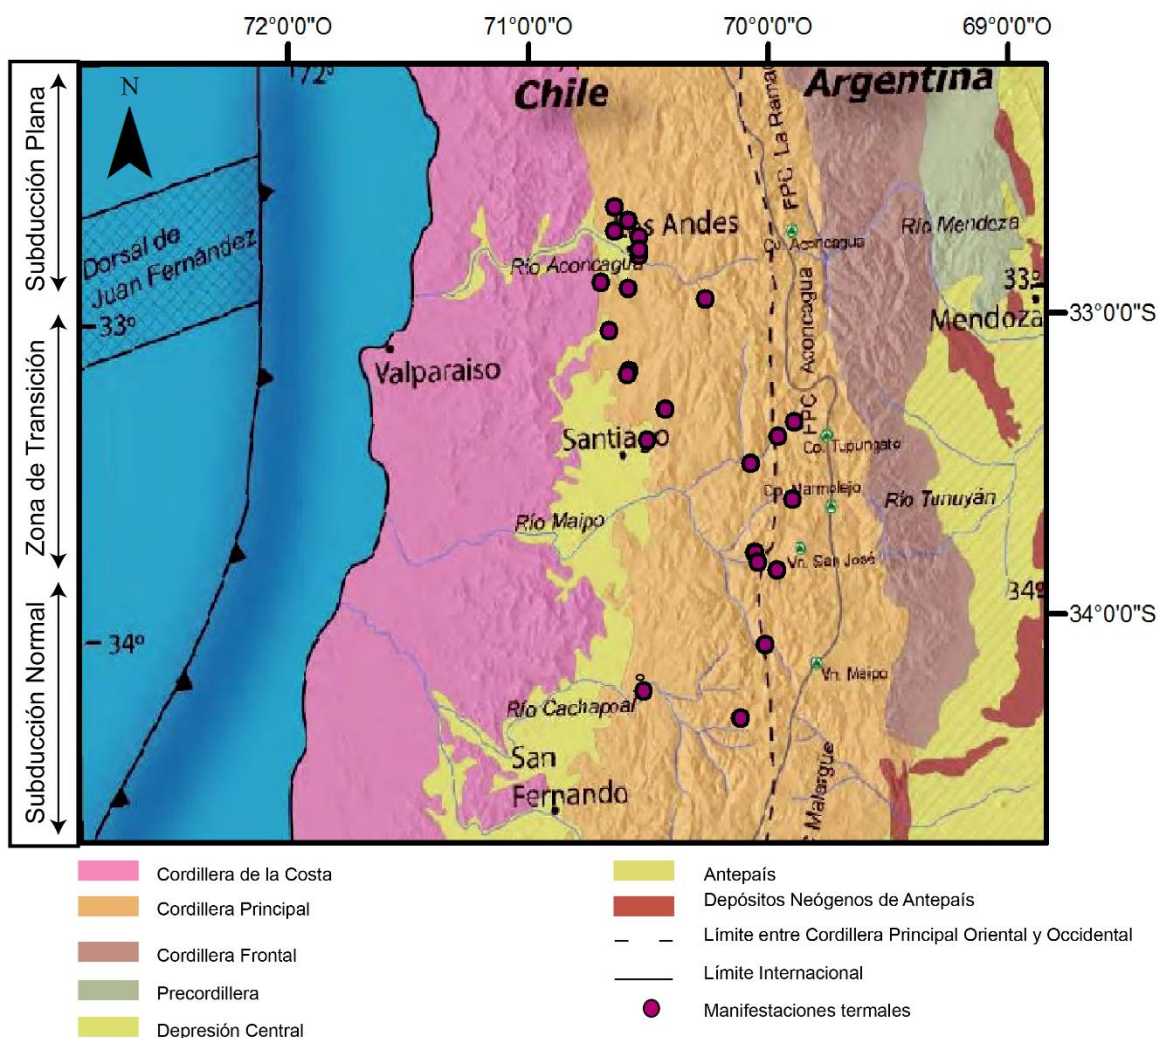 72°0'0"O
71°0'0"O
70°0'0"O
69°0'0"O
Subducción Plana
Zona de Transición
Subducción Normal
N
72°
Chile
Argentina
FPC La Ramad
Dorsal de
Juan Fernández
Los Andes
Río Aconcagua
Co. Aconcagua
Río Mendoza
33°
33°
33°0'0"S
Mendoza
Valparaiso
FPC Aconcagua
Santiago
Co. Tupungato
Co. Marmolejo
Río Tunuyán
Río Maipo
Vn. San José
34°
34°
34°0'0"S
Vn. Maipo
Río Cachapoal
San
Fernando
Malargue
Cordillera de la Costa
Cordillera Principal
Cordillera Frontal
Precordillera
Depresión Central
Antepaís
Depósitos Neógenos de Antepaís
Límite entre Cordillera Principal Oriental y Occidental
Límite Internacional
Manifestaciones termales